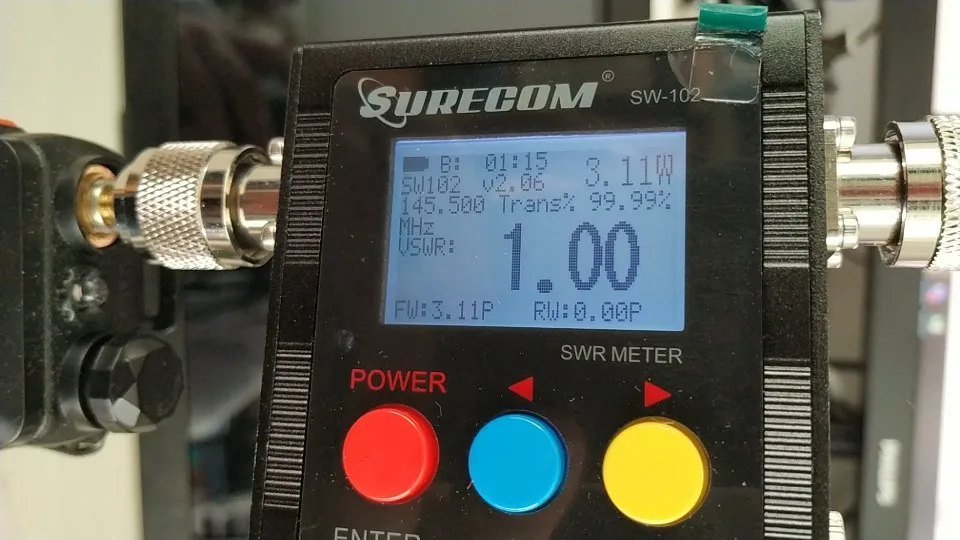 SURECOM®
SW-102
B: 01:15 3.11W
SW102 v2.06
145.500 Trans% 99.99%
MHz
VSWR: 1.00
FW:3.11P RW:0.00P
SWR METER
POWER
ENTER